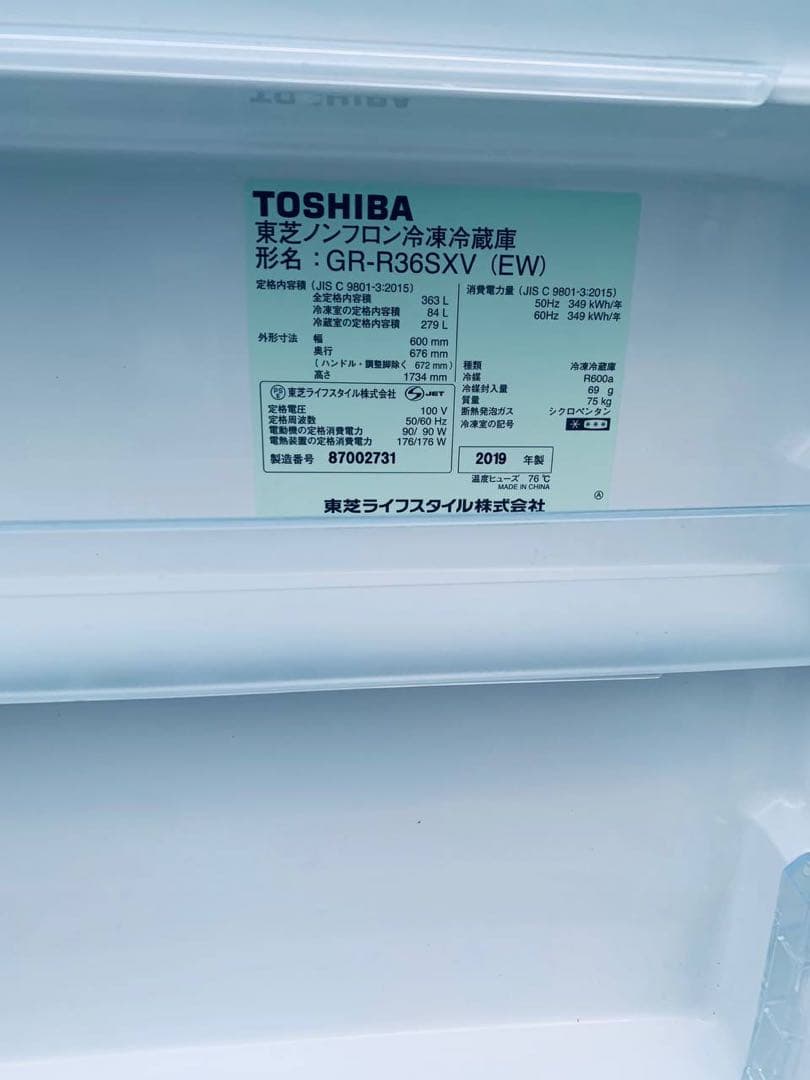 TOSHIBA
東芝ノンフロン冷凍冷蔵庫
形名：GR-R36SXV (EW)
定格内容積 (JIS C 9801-3:2015)
全定格内容積 363 L
冷凍室の定格内容積 84 L
冷蔵室の定格内容積 279 L
外形寸法 幅 600 mm
奥行 676 mm
(ハンドル・調整脚除く 672 mm)
高さ 1734 mm
PS E 東芝ライフスタイル株式会社 S JET
定格電圧 100 V
定格周波数 50/60 Hz
電動機の定格消費電力 90/ 90 W
電熱装置の定格消費電力 176/176 W
製造番号 87002731
消費電力量 (JIS C 9801-3:2015)
50Hz 349 kWh/年
60Hz 349 kWh/年
種類 冷凍冷蔵庫
冷媒 R600a
冷媒封入量 69 g
質量 75 kg
断熱発泡ガス シクロペンタン
冷凍室の記号 * ***
2019 年製
温度ヒューズ 76 ℃
MADE IN CHINA
Ⓐ
東芝ライフスタイル株式会社